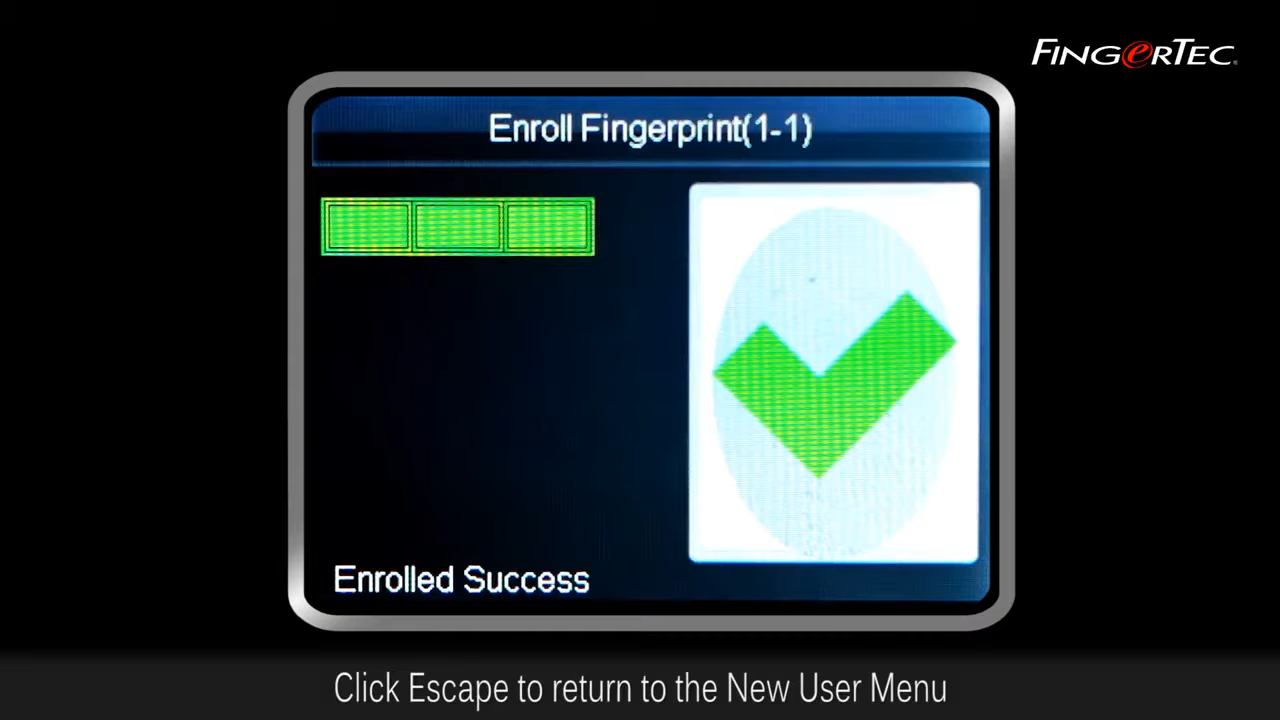 FINGERTEC
Enroll Fingerprint(1-1)
Enrolled Success
Click Escape to return to the New User Menu